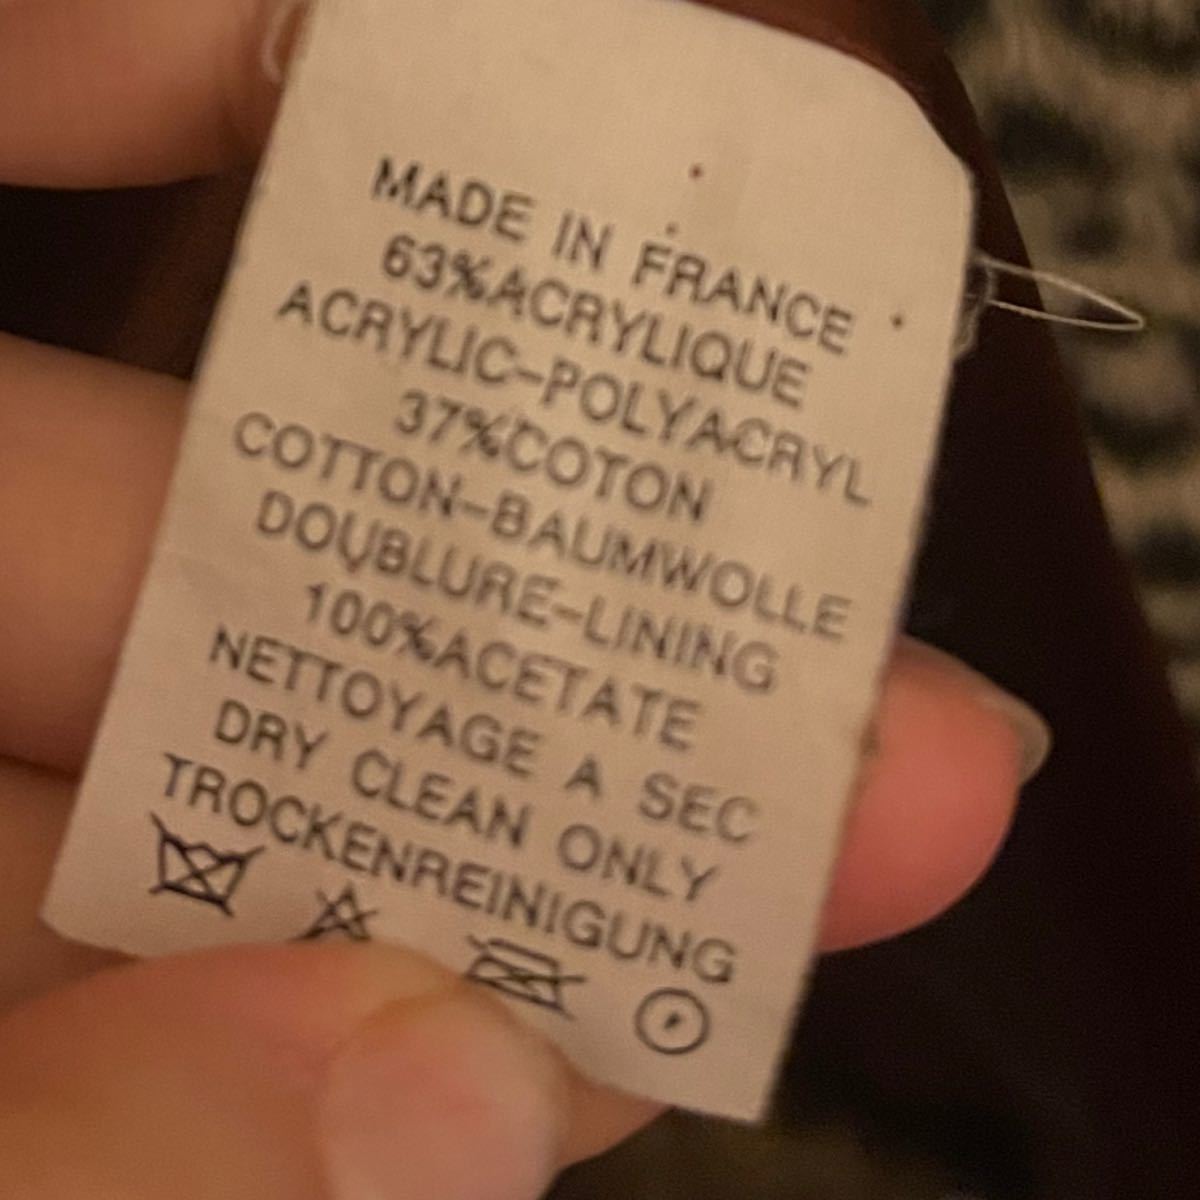 MADE IN FRANCE
63%ACRYLIQUE
ACRYLIC-POLYACRYL
37%COTON
COTTON-BAUMWOLLE
DOUBLURE-LINING
100%ACETATE
NETTOYAGE A SEC
DRY CLEAN ONLY
TROCKENREINIGUNG